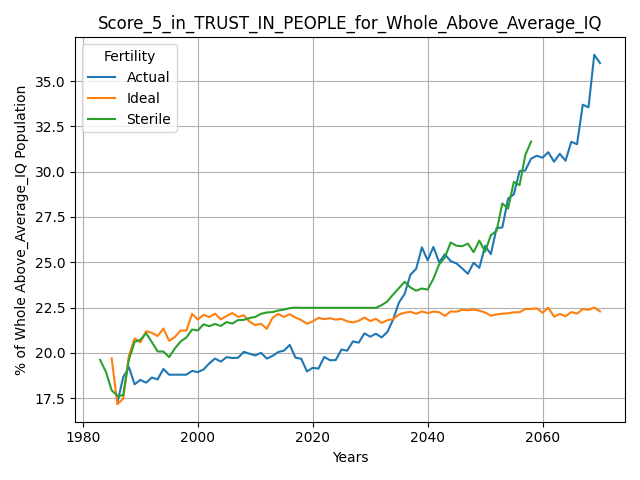 Score_5_in_TRUST_IN_PEOPLE_for_Whole_Above_Average_IQ
Fertility
Actual
Ideal
Sterile
% of Whole Above_Average_IQ Population
35.0
32.5
30.0
27.5
25.0
22.5
20.0
17.5
1980
2000
2020
2040
2060
Years